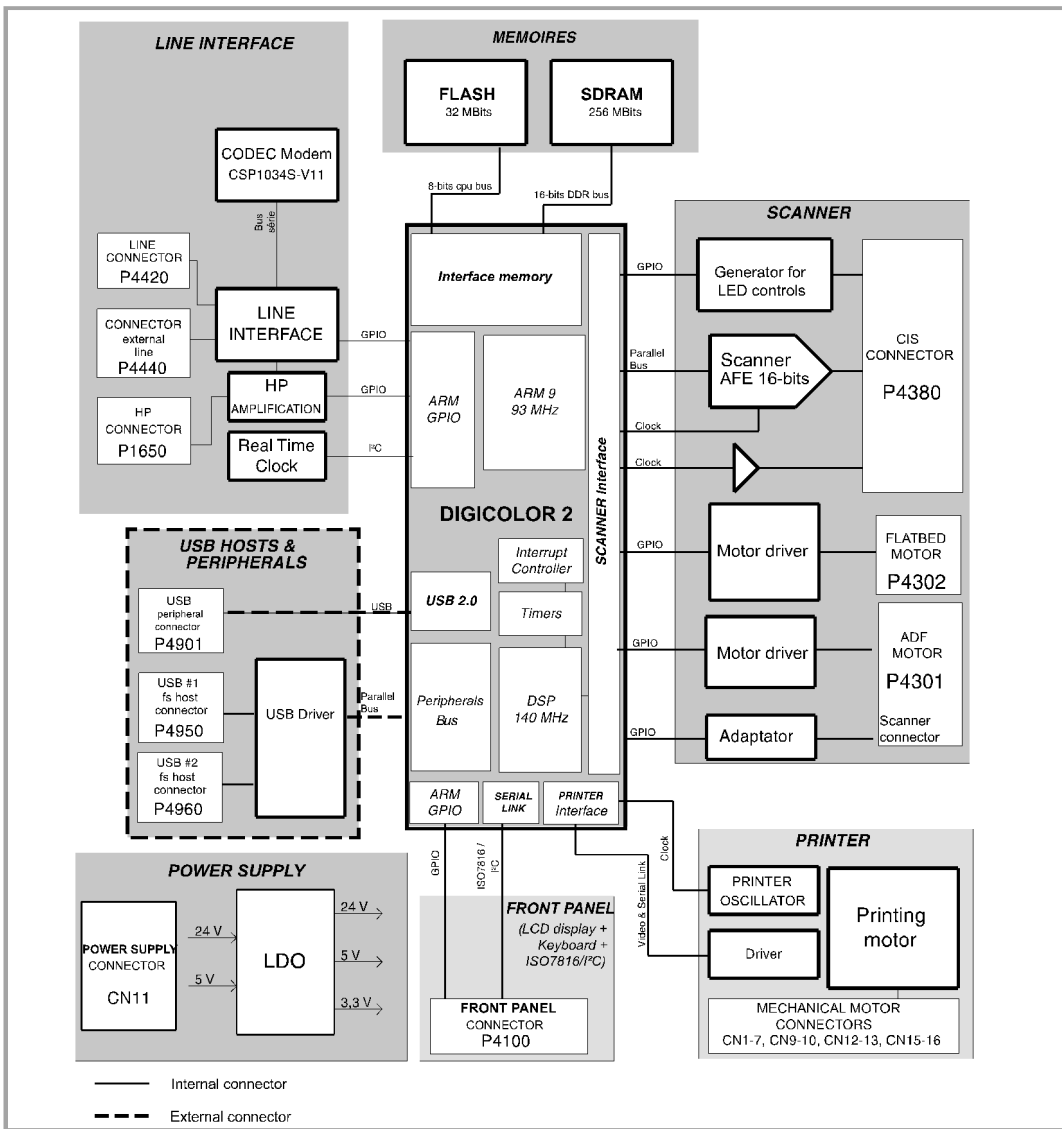 LINE INTERFACE
CODEC Modem
CSP1034S-V11
Bus
série
LINE
CONNECTOR
P4420
CONNECTOR
external
line
P4440
HP
CONNECTOR
P1650
LINE
INTERFACE
HP
AMPLIFICATION
Real Time
Clock
GPIO
GPIO
I²C
MEMOIRES
FLASH
32 MBits
SDRAM
256 MBits
8-bits cpu bus
16-bits DDR bus
Interface memory
ARM
GPIO
ARM 9
93 MHz
SCANNER Interface
DIGICOLOR 2
Interrupt
Controller
USB 2.0
Timers
Peripherals
Bus
DSP
140 MHz
ARM
GPIO
SERIAL
LINK
PRINTER
Interface
SCANNER
GPIO
Generator for
LED controls
Parallel
Bus
Scanner
AFE 16-bits
CIS
CONNECTOR
P4380
Clock
Clock
GPIO
Motor driver
FLATBED
MOTOR
P4302
GPIO
Motor driver
ADF
MOTOR
P4301
Scanner
connector
GPIO
Adaptator
USB HOSTS &
PERIPHERALS
USB
peripheral
connector
P4901
USB #1
fs host
connector
P4950
USB #2
fs host
connector
P4960
USB Driver
USB
Parallel
Bus
POWER SUPPLY
POWER SUPPLY
CONNECTOR
CN11
24 V
5 V
LDO
24 V
5 V
3,3 V
GPIO
ISO7816 /
I²C
FRONT PANEL
(LCD display +
Keyboard +
ISO7816/I²C)
FRONT PANEL
CONNECTOR
P4100
Video & Serial Link
Clock
PRINTER
PRINTER
OSCILLATOR
Driver
Printing
motor
MECHANICAL MOTOR
CONNECTORS
CN1-7, CN9-10, CN12-13, CN15-16
Internal connector
External connector